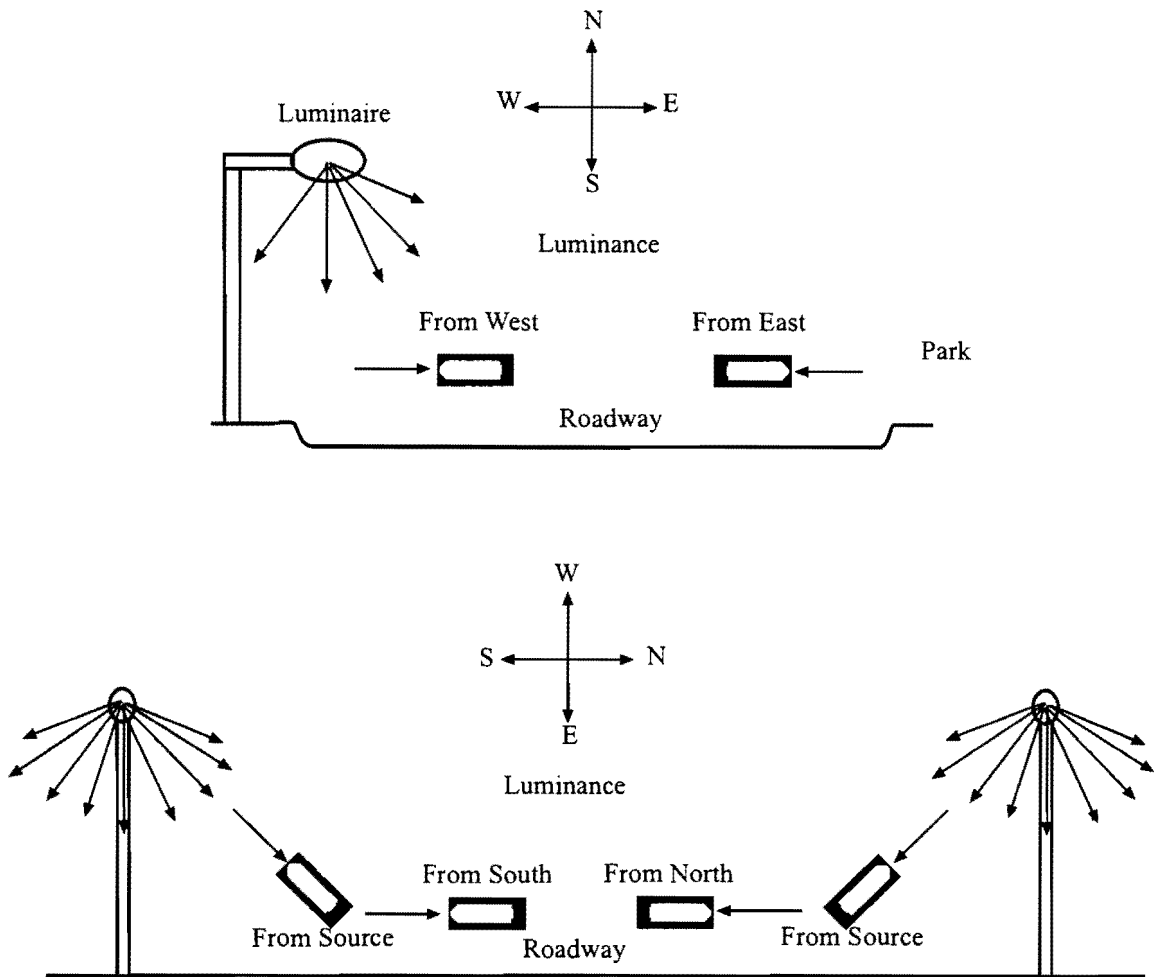 N
Luminaire
W E
S
Luminance
From West From East
Park
Roadway
W
S N
E
Luminance
From South From North
From Source From Source
Roadway